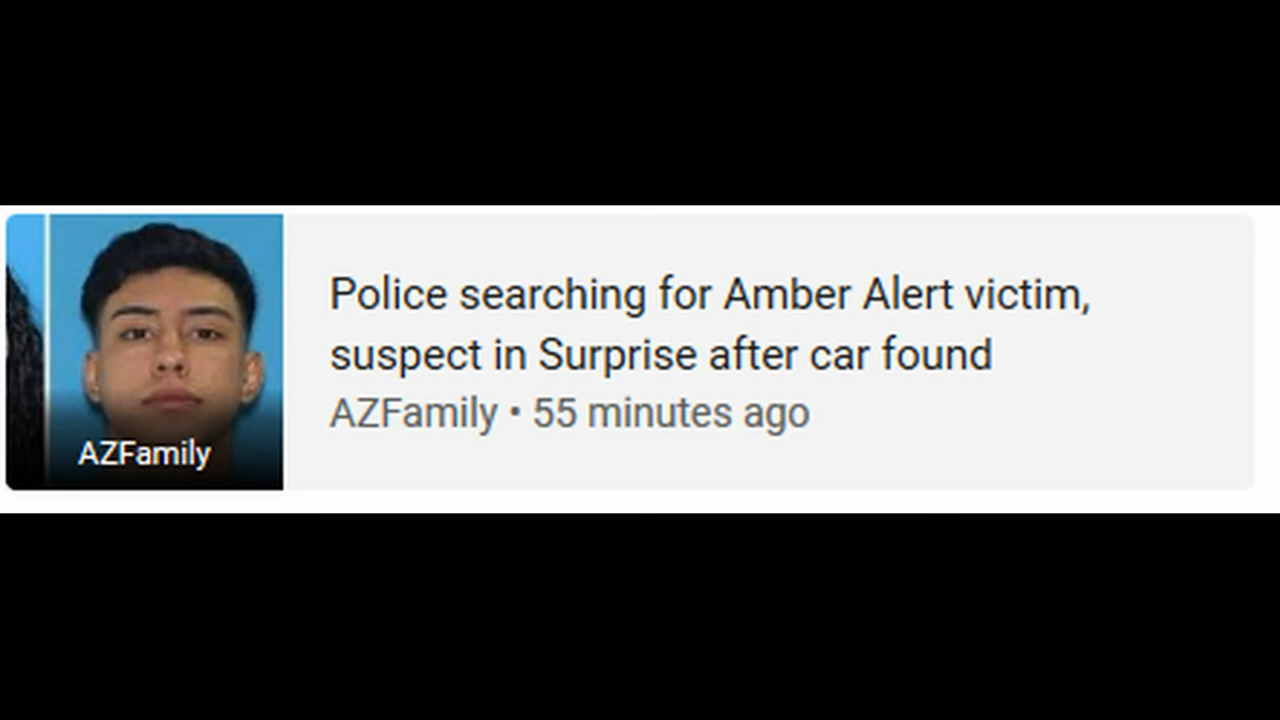 Police searching for Amber Alert victim,
suspect in Surprise after car found
AZFamily • 55 minutes ago
AZFamily